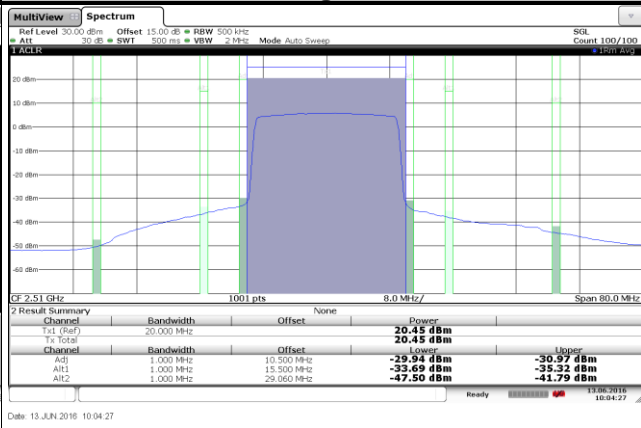 MultiView Spectrum
Ref Level 30.00 dBm Offset 15.00 dB RBW 500 kHz SGL
Att 30 dB SWT 500 ms VBW 2 MHz Mode Auto Sweep Count 100/100
1 ACLR 1Rm Avg
20 dBm
0 dBm
-10 dBm
-20 dBm
-30 dBm
-40 dBm
-50 dBm
-60 dBm
CF 2.51 GHz 1001 pts 8.0 MHz/ Span 80.0 MHz
2 Result Summary None
Channel Bandwidth Offset Power
Tx1 (Ref) 20.000 MHz 20.45 dBm
Tx Total 20.45 dBm
Channel Bandwidth Offset Lower Upper
Adj 1.000 MHz 10.500 MHz -29.94 dBm -30.97 dBm
Alt1 1.000 MHz 15.500 MHz -33.69 dBm -35.32 dBm
Alt2 1.000 MHz 29.060 MHz -47.50 dBm -41.79 dBm
Ready 13.06.2016
10:04:27
Date: 13.JUN.2016 10:04:27